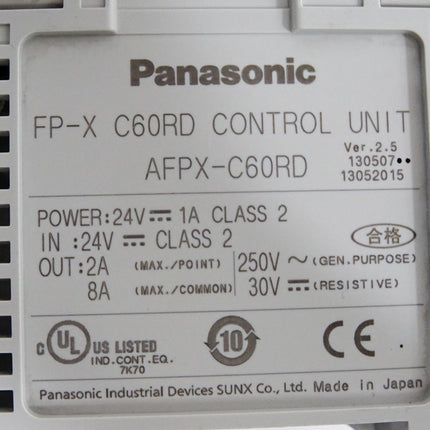 Panasonic
FP-X C60RD CONTROL UNIT
AFPX-C60RD
Ver.2.5
130507
13052015
POWER:24V⎓1A CLASS 2
IN :24V⎓CLASS 2
合格
OUT:2A (MAX./POINT) 250V～(GEN.PURPOSE)
8A (MAX./COMMON) 30V⎓(RESISTIVE)
c UL US LISTED
IND.CONT.EQ.
7K70
10
CE
Panasonic Industrial Devices SUNX Co., Ltd. Made in Japan